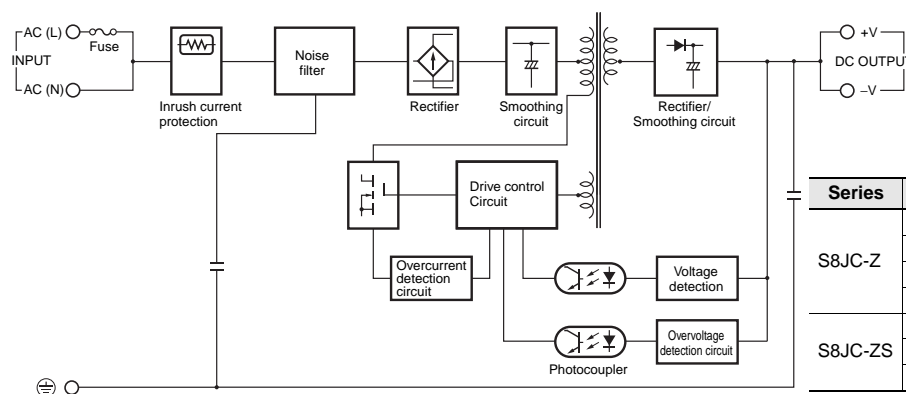 AC (L)
Fuse
INPUT
AC (N)
Inrush current
protection
Noise
filter
Rectifier
Smoothing
circuit
Rectifier/
Smoothing circuit
+V
DC OUTPUT
–V
Drive control
Circuit
Overcurrent
detection
circuit
Voltage
detection
Overvoltage
detection circuit
Photocoupler
Series
S8JC-Z
S8JC-ZS